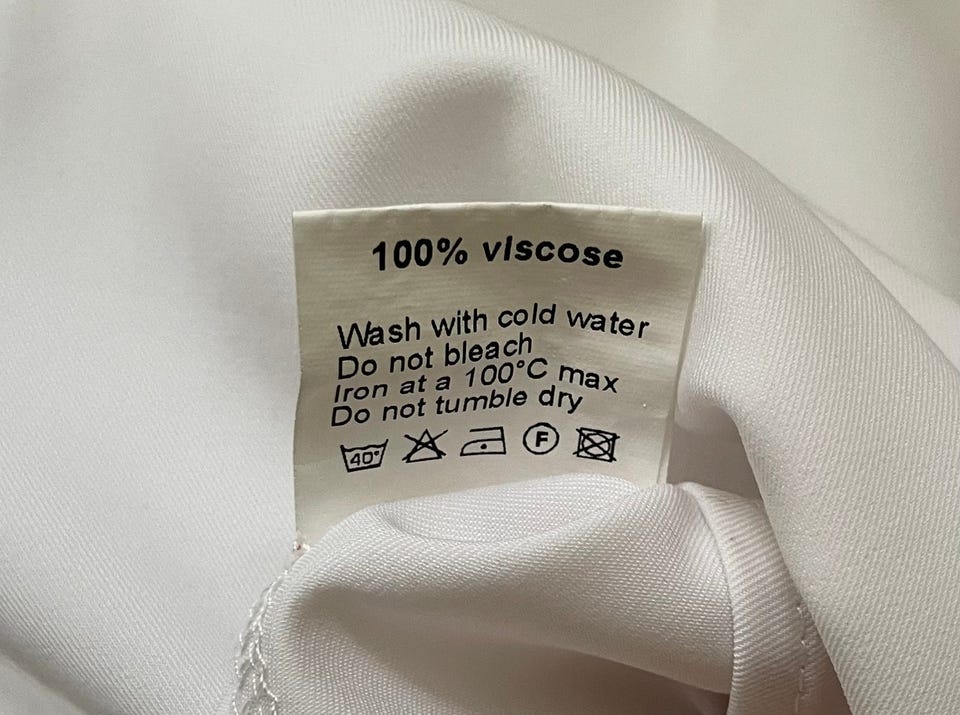 100% vIscose
Wash with cold water
Do not bleach
Iron at a 100°C max
Do not tumble dry
40° F